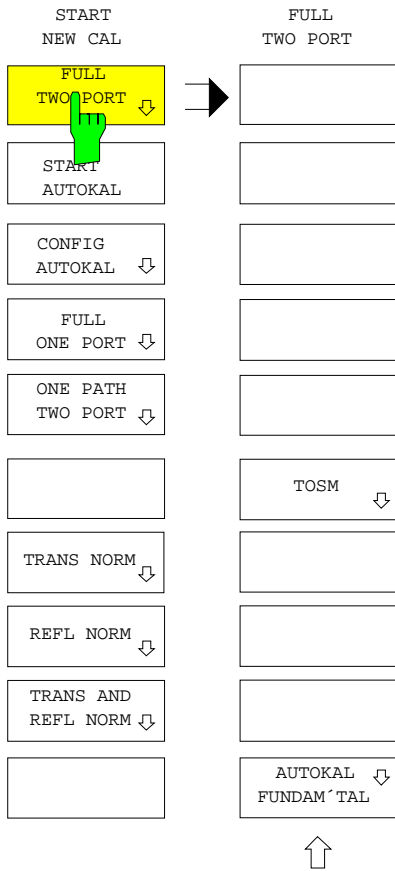 START
NEW CAL
FULL
TWO PORT
START
AUTOKAL
CONFIG
AUTOKAL
FULL
ONE PORT
ONE PATH
TWO PORT
TRANS NORM
REFL NORM
TRANS AND
REFL NORM
FULL
TWO PORT
TOSM
AUTOKAL
FUNDAM´TAL